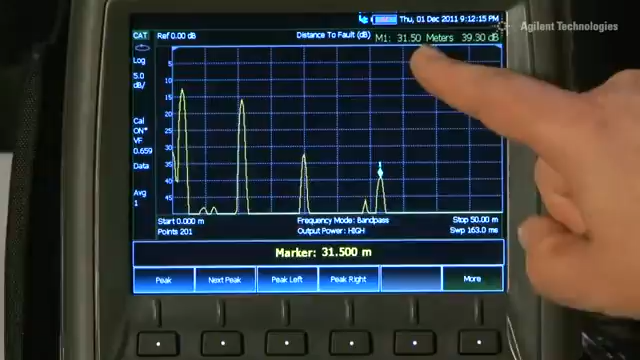 Thu, 01 Dec 2011 9:12:15 PM
Agilent Technologies
CAT
Ref 0.00 dB
Distance To Fault (dB)
M1: 31.50 Meters 39.30 dB
Log
5.0
dB/
Cal
ON*
VF
0.659
Data
Avg
1
5
10
15
20
25
30
35
40
45
1
Start 0.000 m
Frequency Mode: Bandpass
Stop 50.00 m
Points 201
Output Power: HIGH
Swp 163.0 ms
Marker: 31.500 m
Peak
Next Peak
Peak Left
Peak Right
More